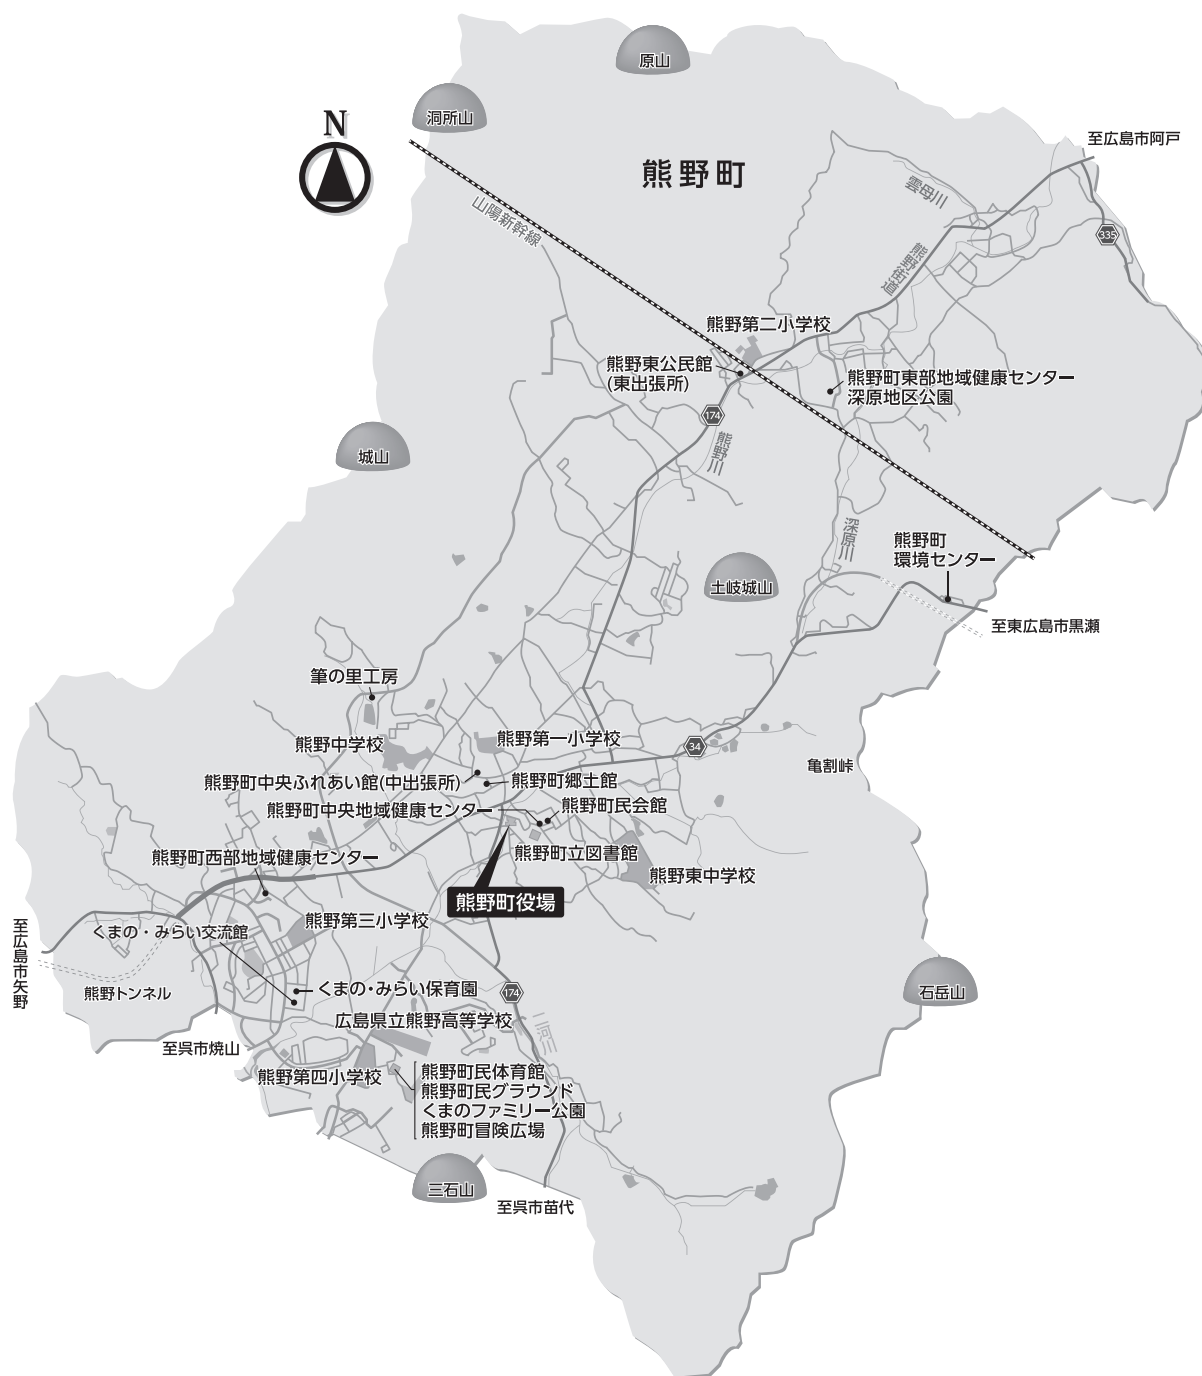 原山
洞所山
N
熊野町
至広島市阿戸
山陽新幹線
雲母川
熊野街道
335
熊野第二小学校
熊野東公民館
(東出張所)
熊野町東部地域健康センター
深原地区公園
174
熊野川
城山
深原川
熊野町
環境センター
土岐城山
至東広島市黒瀬
筆の里工房
熊野中学校
熊野第一小学校
34
亀割峠
熊野町中央ふれあい館(中出張所)
熊野町郷土館
熊野町中央地域健康センター
熊野町民会館
熊野町立図書館
熊野町西部地域健康センター
熊野東中学校
熊野町役場
熊野第三小学校
くまの・みらい交流館
至広島市矢野
熊野トンネル
くまの・みらい保育園
174
石岳山
広島県立熊野高等学校
二河川
至呉市焼山
熊野第四小学校
熊野町民体育館
熊野町民グラウンド
くまのファミリー公園
熊野町冒険広場
三石山
至呉市苗代